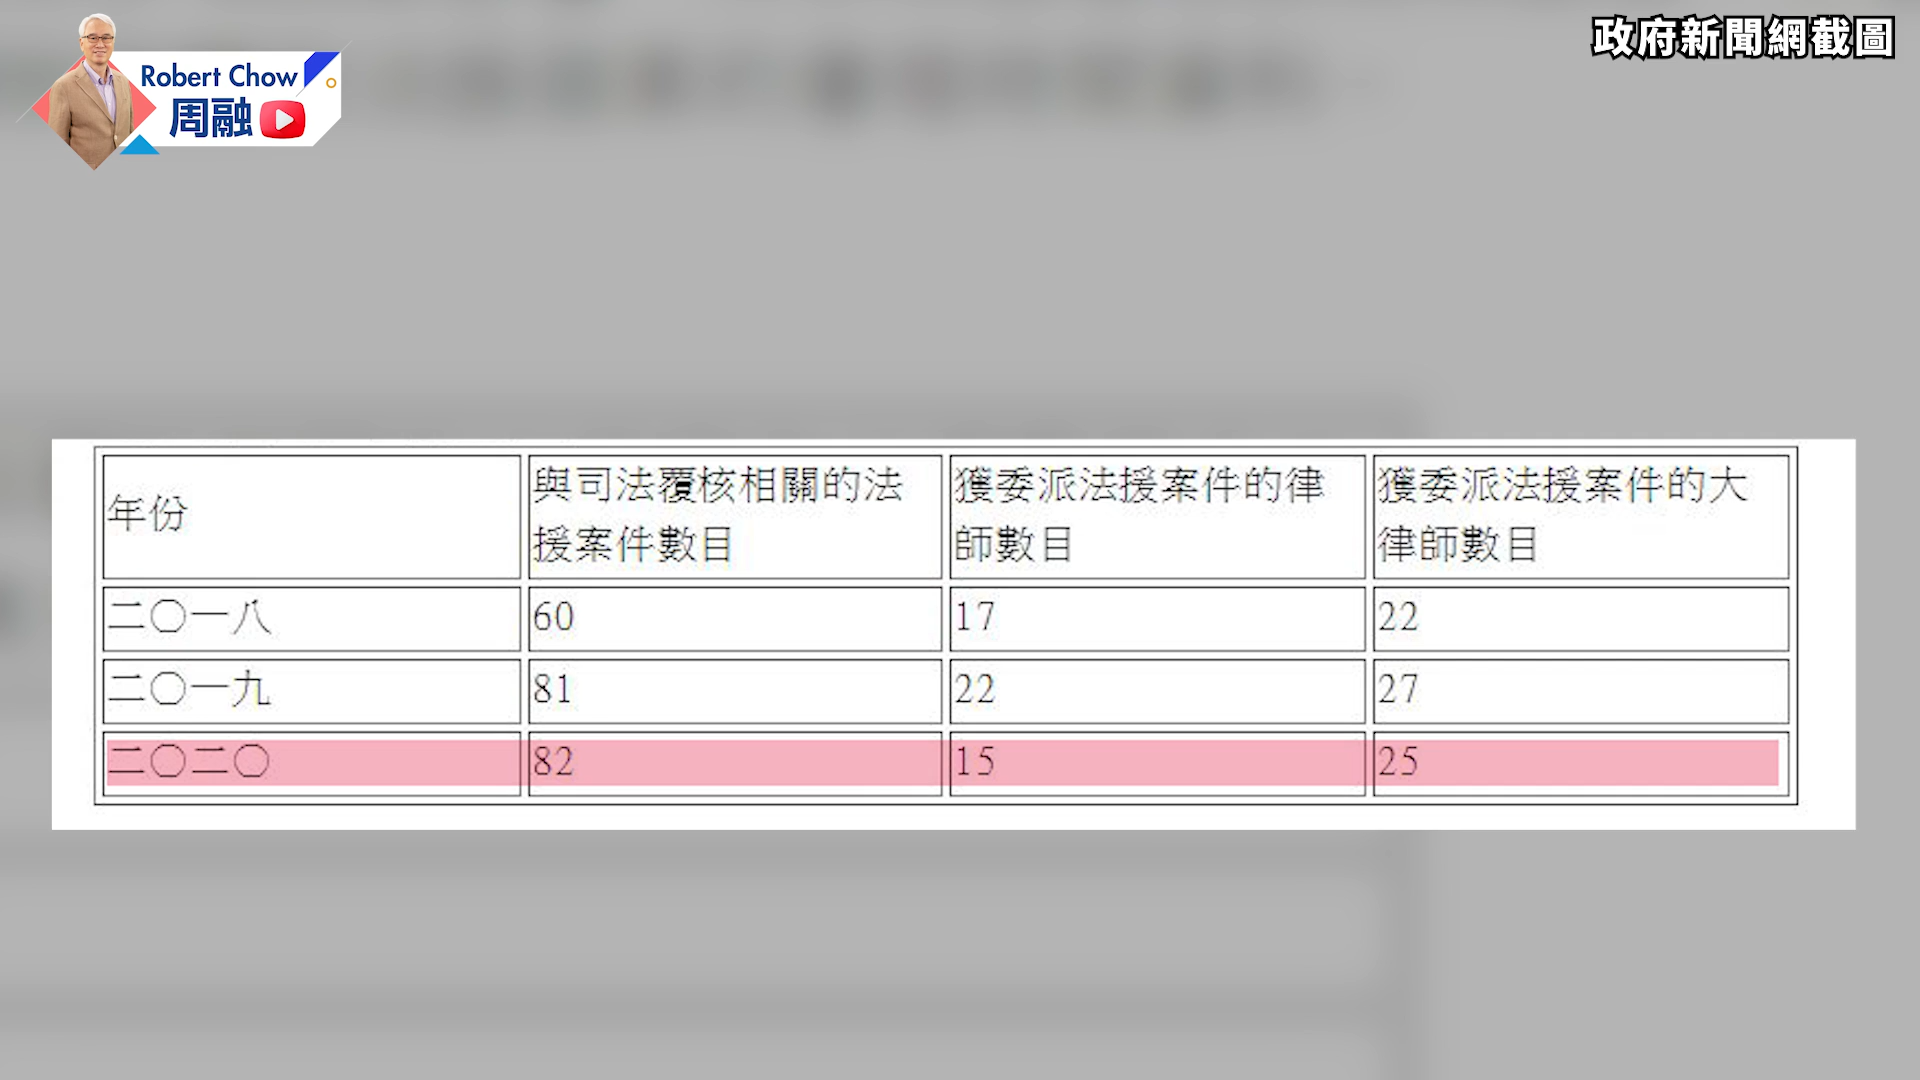 Robert Chow
周融
政府新聞網截圖
年份
與司法覆核相關的法
援案件數目
獲委派法援案件的律
師數目
獲委派法援案件的大
律師數目
二〇一八 60 17 22
二〇一九 81 22 27
二〇二〇 82 15 25